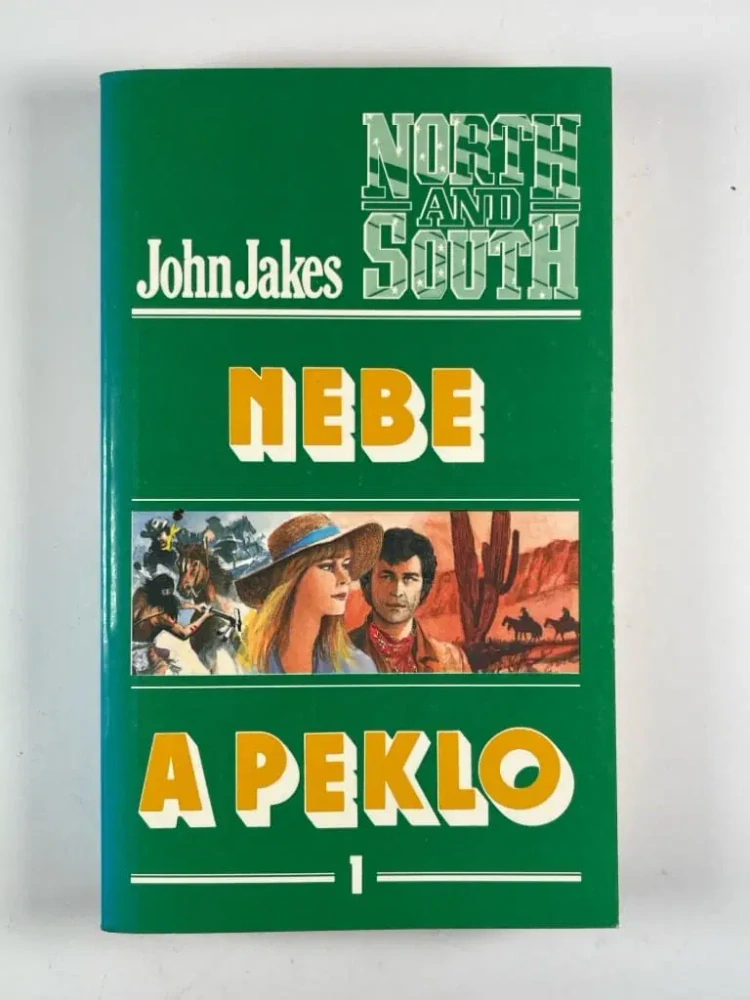 NORTH
AND
SOUTH
John Jakes
NEBE
A PEKLO
1